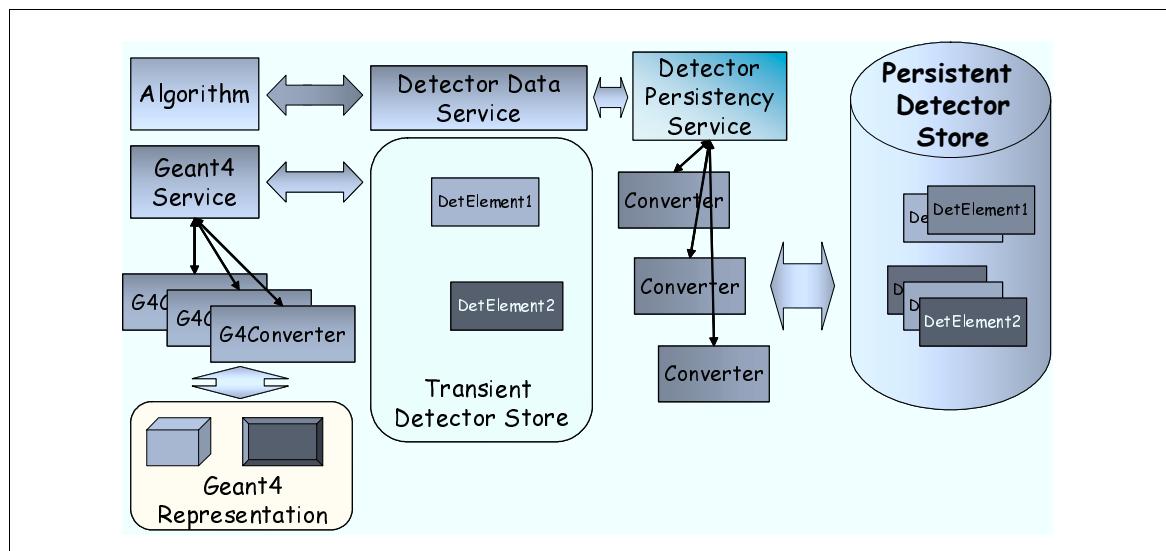 Algorithm
Detector Data
Service
Detector
Persistency
Service
Persistent
Detector
Store
Geant4
Service
DetElement1
Converter
DetElement1
G4Converter
DetElement2
Converter
DetElement2
Converter
Transient
Detector Store
Geant4
Representation